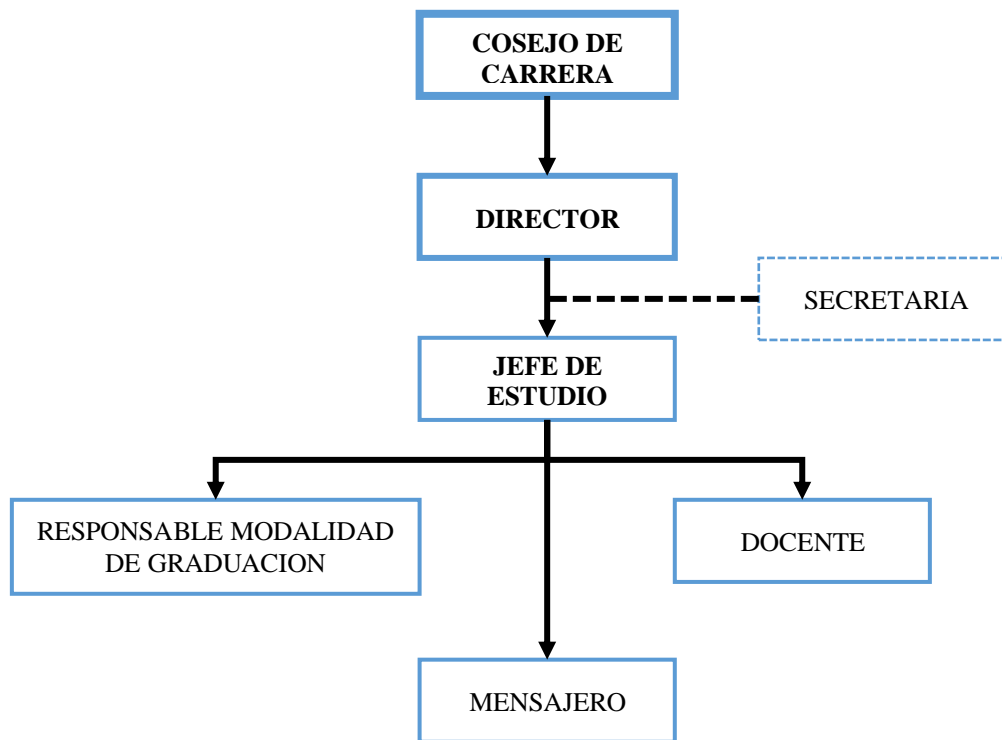 COSEJO DE
CARRERA
DIRECTOR
SECRETARIA
JEFE DE
ESTUDIO
RESPONSABLE MODALIDAD
DE GRADUACION
DOCENTE
MENSAJERO